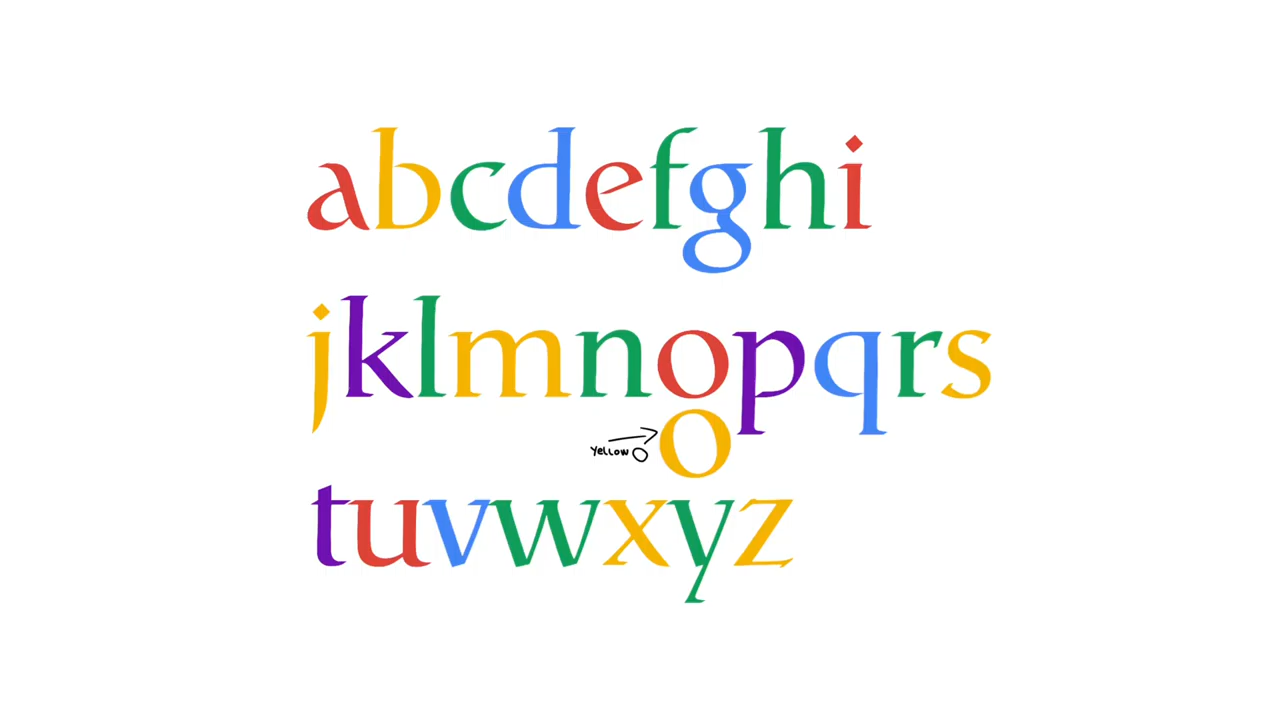 abcdefghi
jklmnopqrs
o
Yellow O
tuvwxyz